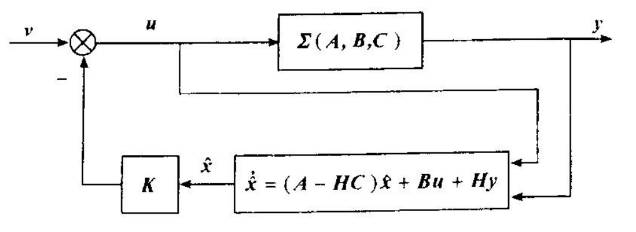 v
u
Σ(A, B,C)
y
−
K
x̂
x̂̇ = (A − HC)x̂ + Bu + Hy